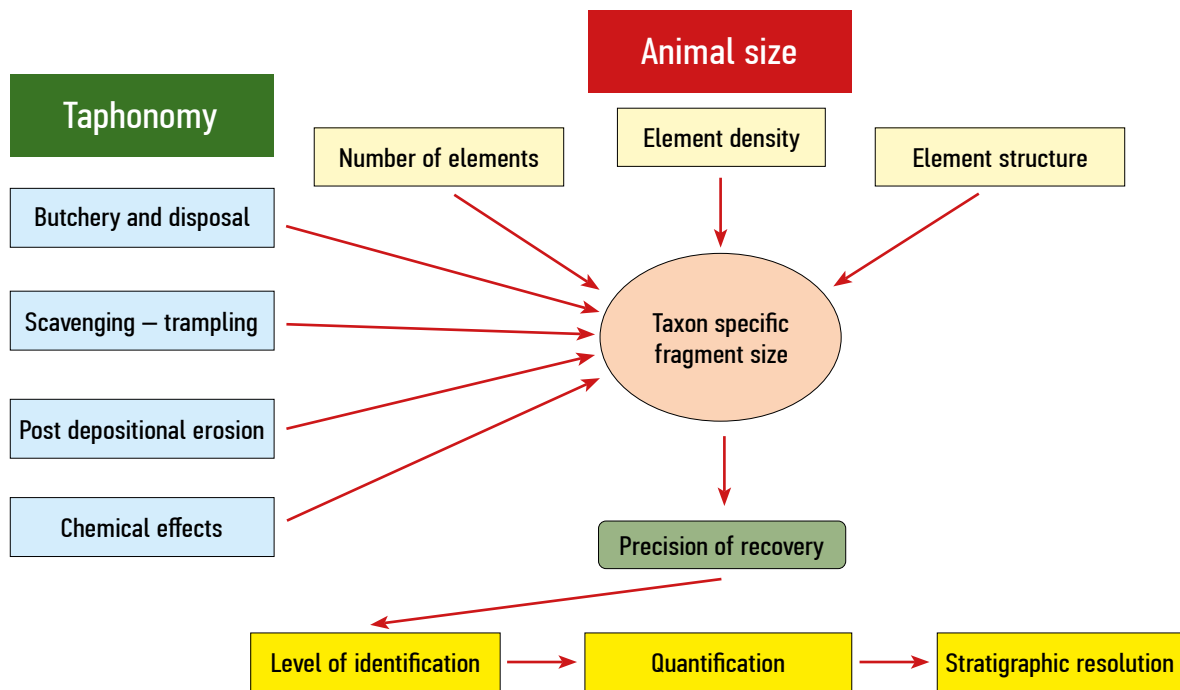 Animal size
Taphonomy
Number of elements
Element density
Element structure
Butchery and disposal
Scavenging – trampling
Post depositional erosion
Chemical effects
Taxon specific
fragment size
Precision of recovery
Level of identification
Quantification
Stratigraphic resolution